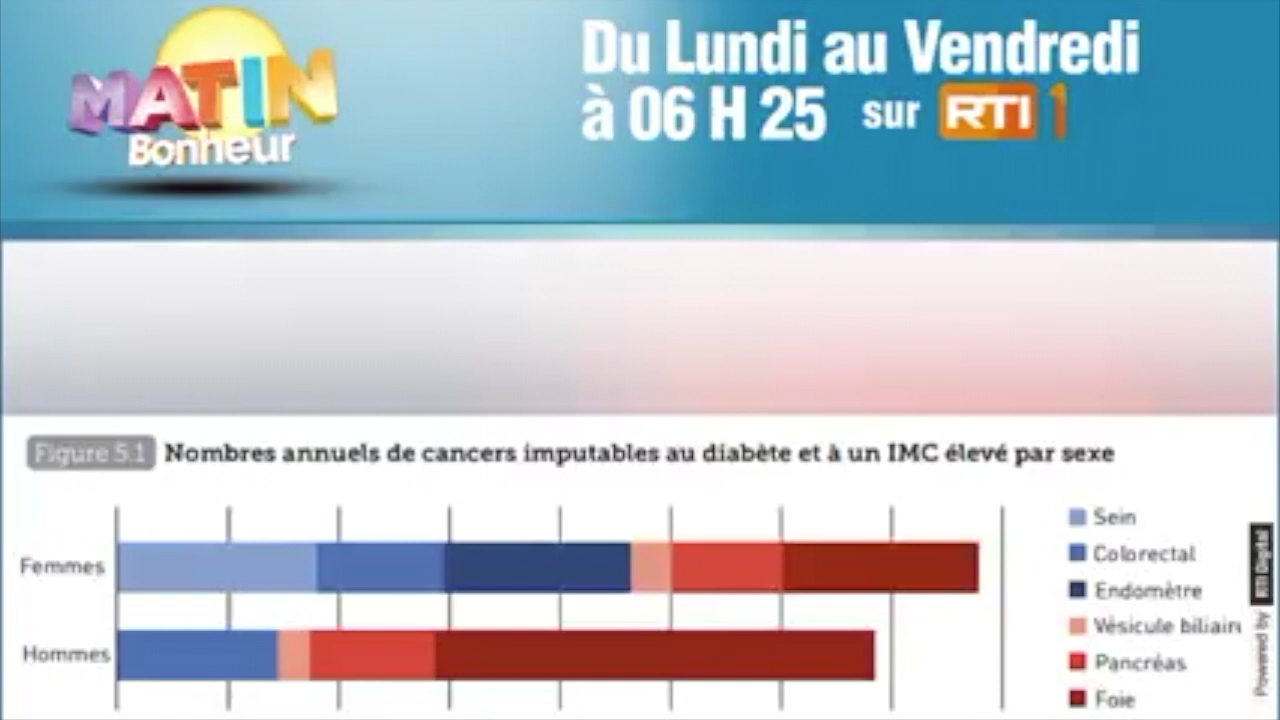 MATIN
Bonheur
Du Lundi au Vendredi
à 06 H 25 sur RTI 1
Figure 5.1 Nombres annuels de cancers imputables au diabète et à un IMC élevé par sexe
Femmes
Hommes
Sein
Colorectal
Endomètre
Vésicule biliair
Pancréas
Foie
Powered by RTI Digital